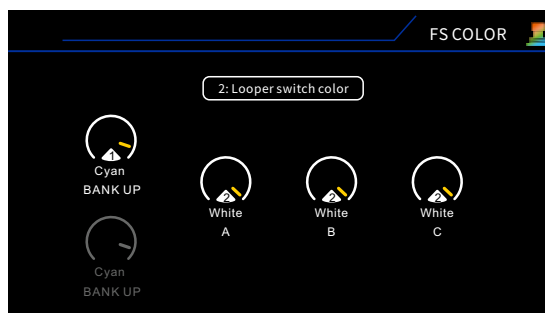 FS COLOR
2: Looper switch color
1
Cyan
BANK UP
2
White
A
2
White
B
2
White
C
Cyan
BANK UP